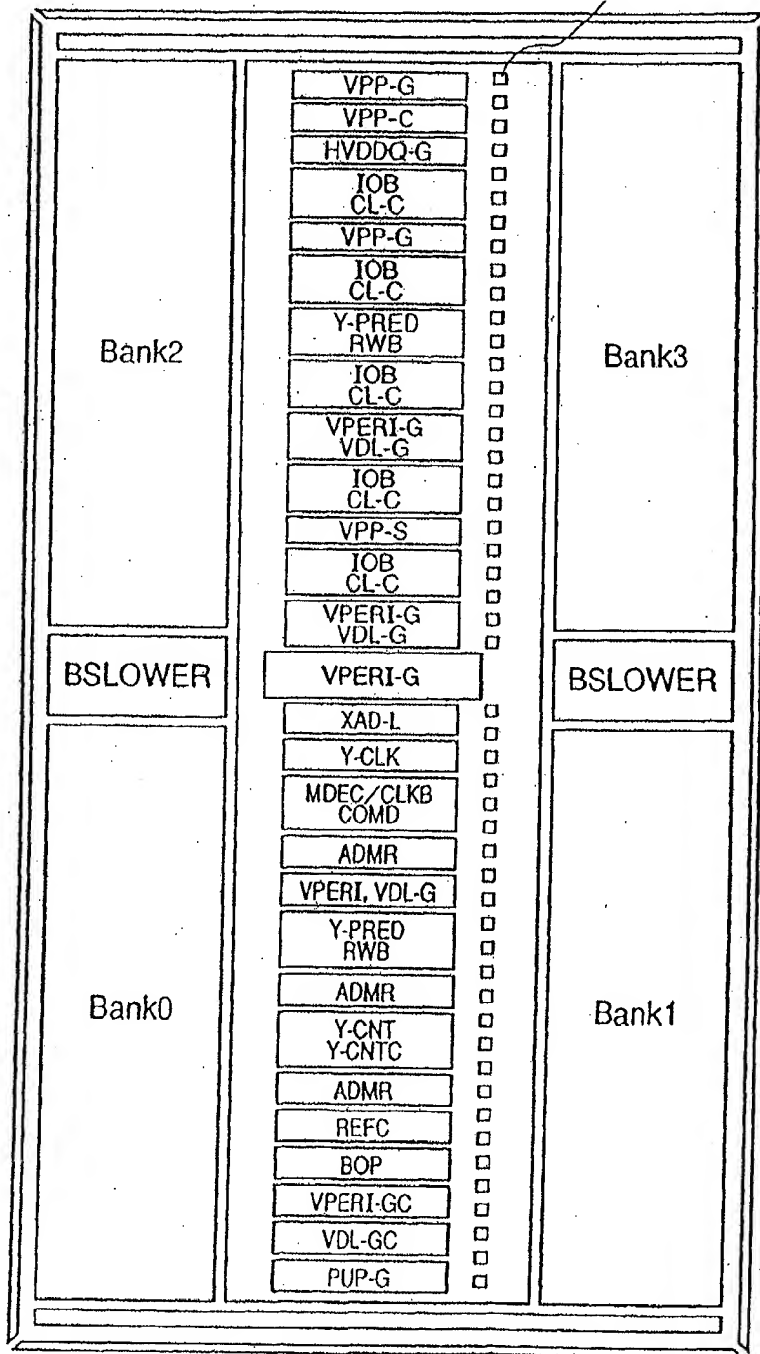 VPP-G
VPP-C
HVDDQ-G
IOB
CL-C
VPP-G
IOB
CL-C
Y-PRED
RWB
IOB
CL-C
VPERI-G
VDL-G
IOB
CL-C
VPP-S
IOB
CL-C
VPERI-G
VDL-G
Bank2
Bank3
BSLOWER
VPERI-G
BSLOWER
XAD-L
Y-CLK
MDEC/CLKB
COMD
ADMR
VPERI, VDL-G
Y-PRED
RWB
ADMR
Y-CNT
Y-CNTC
ADMR
REFC
BOP
VPERI-GC
VDL-GC
PUP-G
Bank0
Bank1